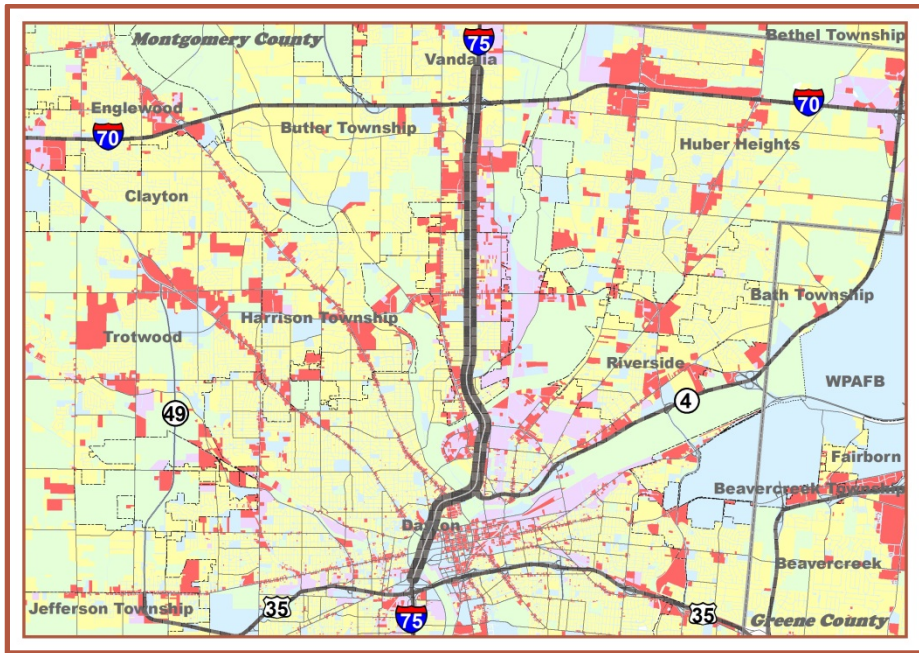 Montgomery County
75
Vandalia
Bethel Township
Englewood
70
70
Butler Township
Huber Heights
Clayton
Bath Township
Harrison Township
Trotwood
Riverside
WPAFB
49
4
Fairborn
Beavercreek Township
Dayton
Beavercreek
Jefferson Township
35
75
35
Greene County